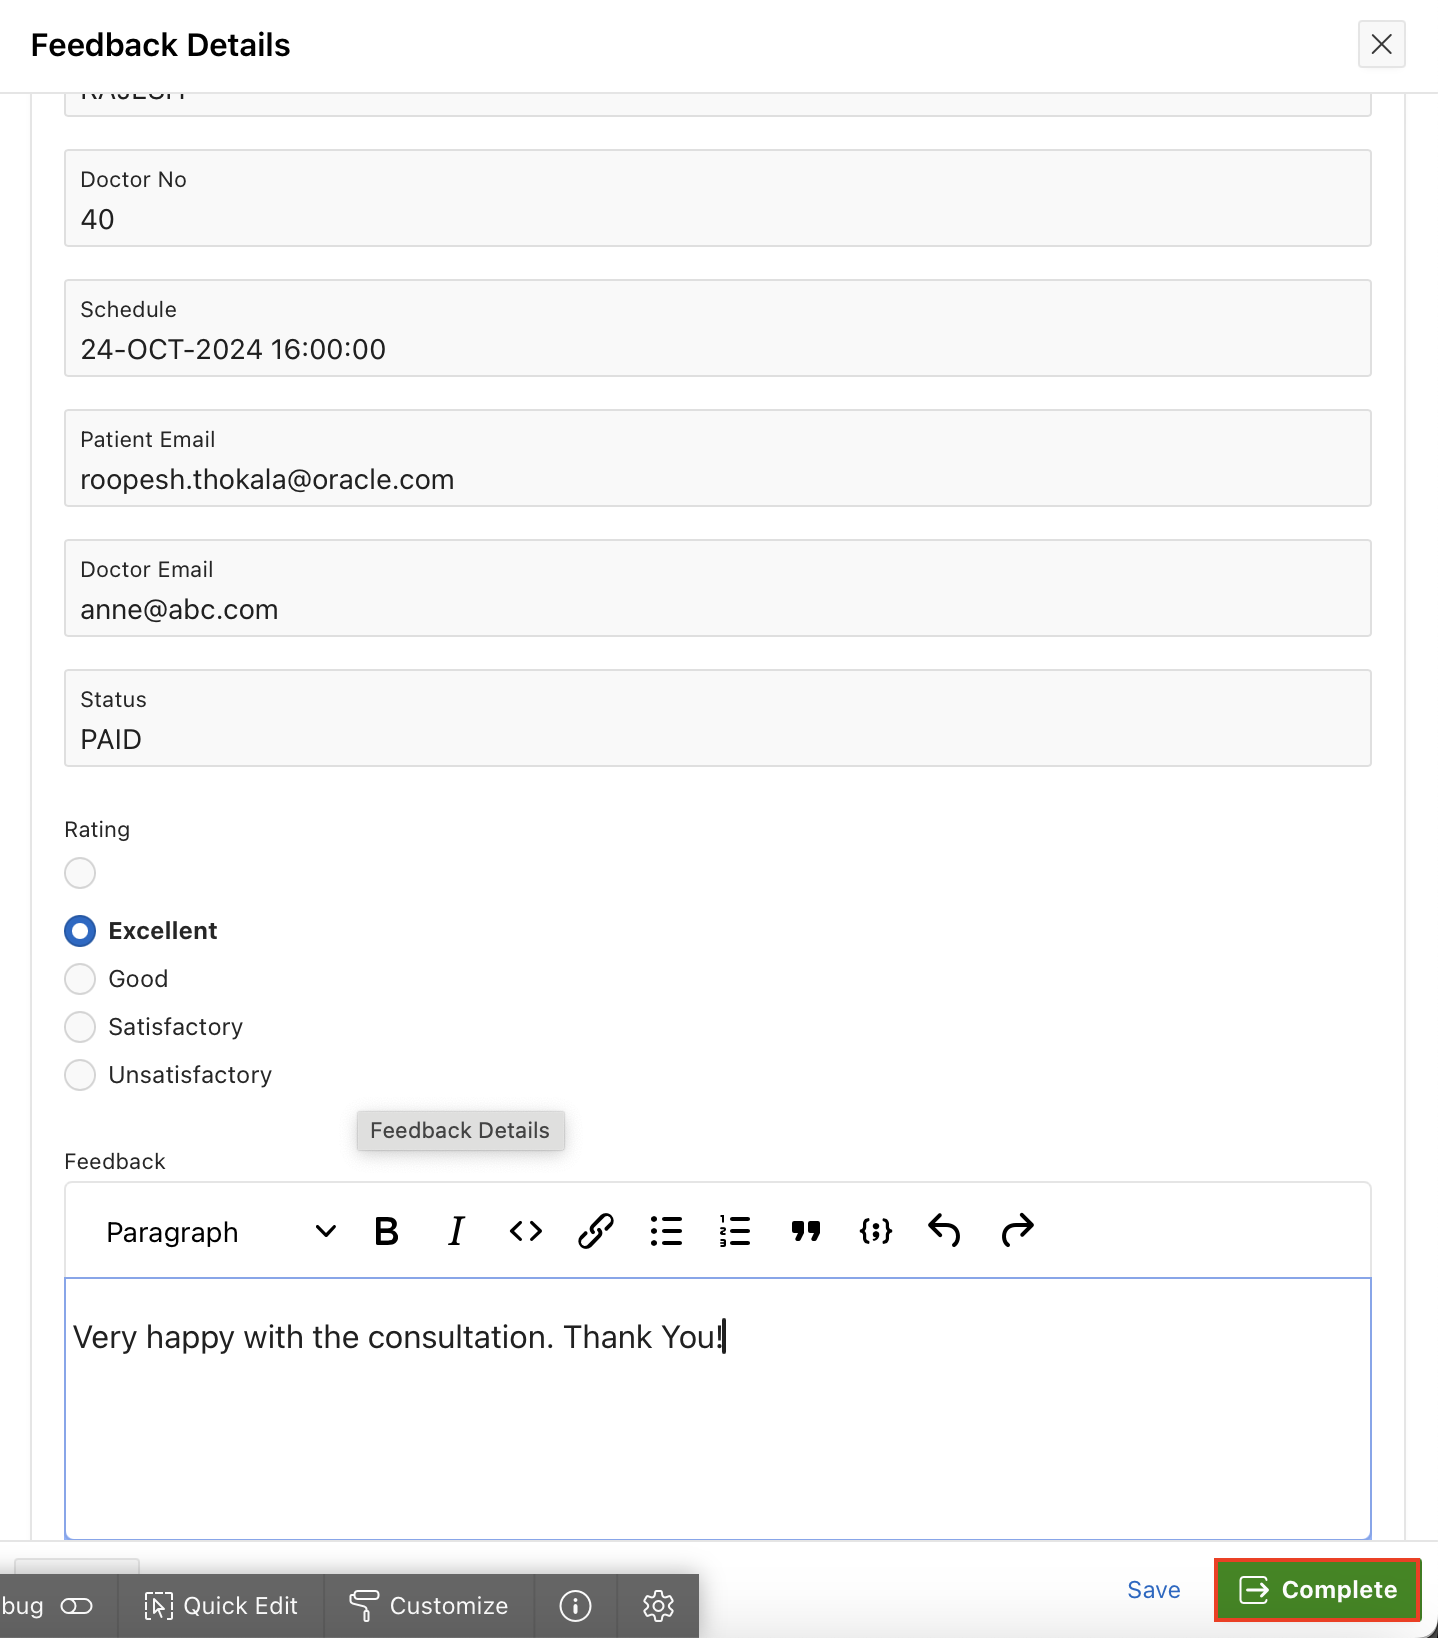 Feedback Details
RAJESH
Doctor No
40
Schedule
24-OCT-2024 16:00:00
Patient Email
roopesh.thokala@oracle.com
Doctor Email
anne@abc.com
Status
PAID
Rating
Excellent
Good
Satisfactory
Unsatisfactory
Feedback Details
Feedback
Paragraph
Very happy with the consultation. Thank You!
bug
Quick Edit
Customize
Save
Complete